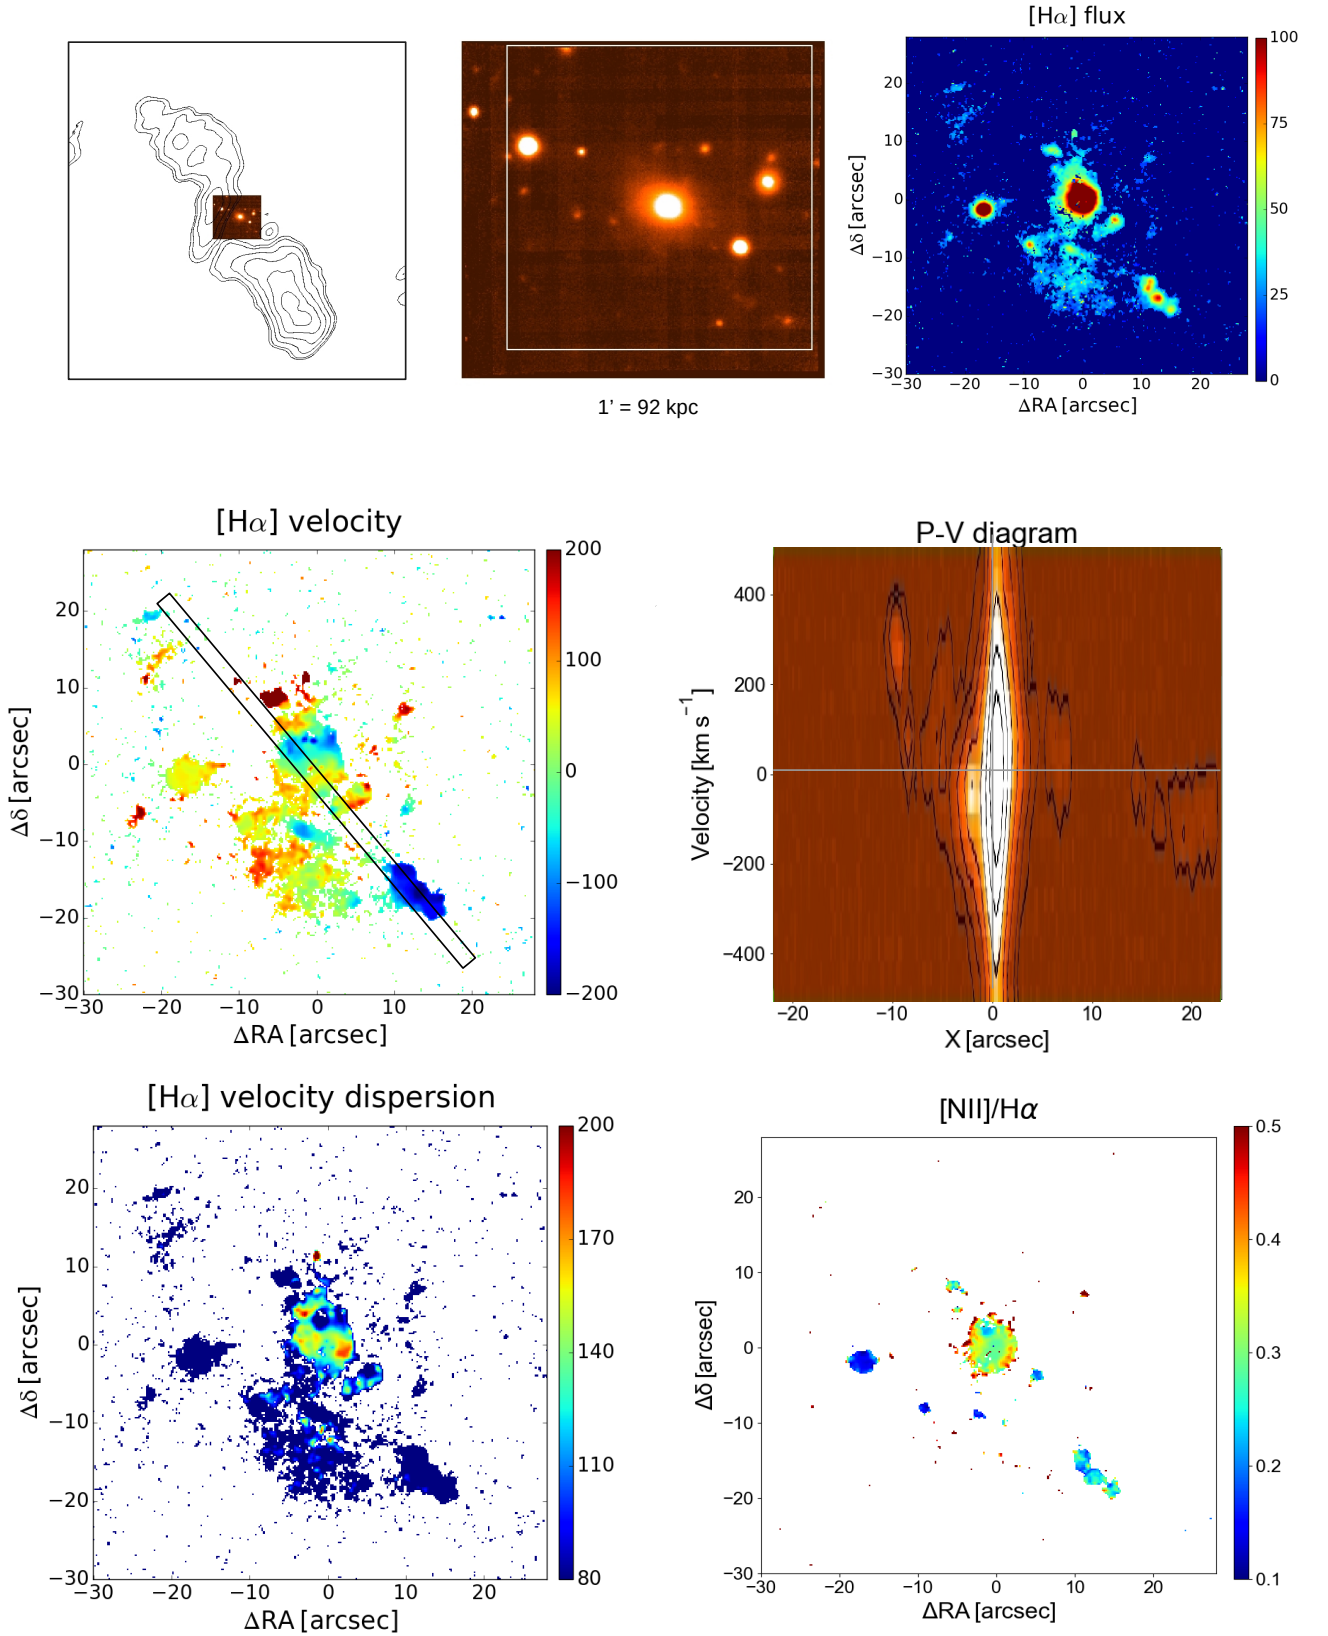 [Hα] flux
100
75
50
25
0
20
10
0
−10
−20
−30
−30 −20 −10 0 10 20
Δδ [arcsec]
ΔRA [arcsec]
1’ = 92 kpc
[Hα] velocity
200
100
0
−100
−200
20
10
0
−10
−20
−30
−30 −20 −10 0 10 20
Δδ [arcsec]
ΔRA [arcsec]
P-V diagram
400
200
0
−200
−400
−20 −10 0 10 20
Velocity [km s⁻¹]
X [arcsec]
[Hα] velocity dispersion
200
170
140
110
80
20
10
0
−10
−20
−30
−30 −20 −10 0 10 20
Δδ [arcsec]
ΔRA [arcsec]
[NII]/Hα
0.5
0.4
0.3
0.2
0.1
20
10
0
−10
−20
−30
−30 −20 −10 0 10 20
Δδ [arcsec]
ΔRA [arcsec]